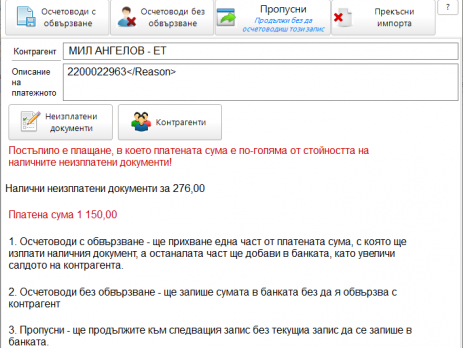 Осчетоводи с обвързване
Осчетоводи без обвързване
Пропусни
Продължи без да осчетоводиш този запис
Прекъсни импорта
?
Контрагент
МИЛ АНГЕЛОВ - ЕТ
Описание на платежното
2200022963</Reason>
Неизплатени документи
Контрагенти
Постъпило е плащане, в което платената сума е по-голяма от стойността на
наличните неизплатени документи!
Налични неизплатени документи за 276,00
Платена сума 1 150,00
1. Осчетоводи с обвързване - ще прихване една част от платената сума, с която ще
изплати наличния документ, а останалата част ще добави в банката, като увеличи
салдото на контрагента.
2. Осчетоводи без обвързване - ще запише сумата в банката без да я обвързва с
контрагент
3. Пропусни - ще продължите към следващия запис без текущиа запис да се запише в
банката.